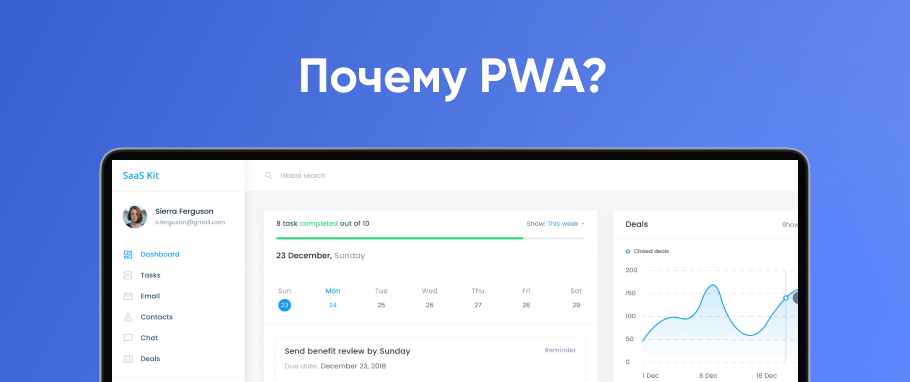 Почему PWA?
SaaS Kit
Global search
Sierra Ferguson
s.ferguson@gmail.com
Dashboard
Tasks
Email
Contacts
Chat
Deals
8 task completed out of 10
Show: This week
23 December, Sunday
Sun Mon Tue Wed Thu Fri Sat
23 24 25 26 27 28 29
Send benefit review by Sunday
Reminder
Due date: December 23, 2018
Deals
Show
Closed deals
200
150
100
50
0
1 Dec 8 Dec 16 Dec